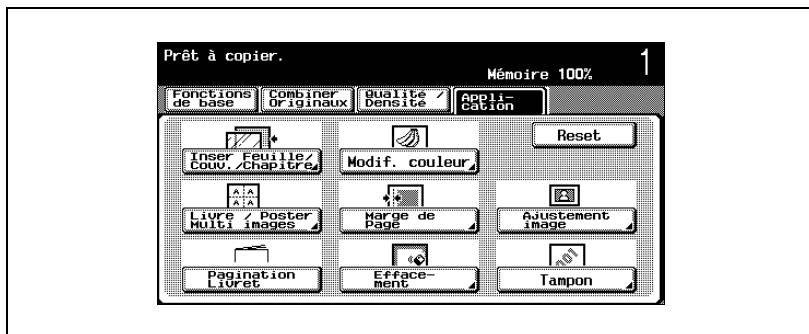 Prêt à copier.
1
Mémoire 100%
Fonctions de base
Combiner Originaux
Qualité / Densité
Appli-
cation
Reset
Inser Feuille/
Couv./Chapitre
Modif. couleur
Livre / Poster
Multi images
Marge de
Page
Ajustement
image
Pagination
Livret
Efface-
ment
Tampon